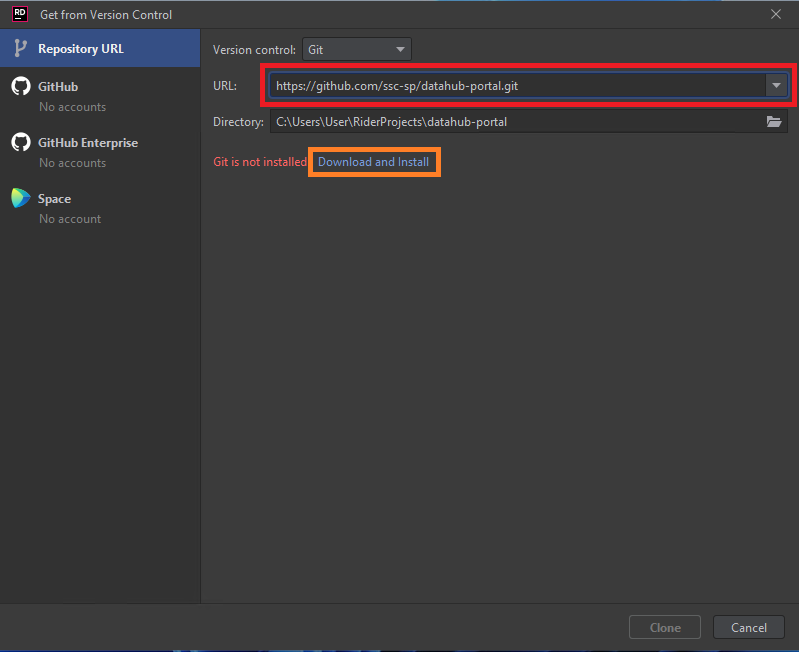 RD Get from Version Control
Repository URL
GitHub
No accounts
GitHub Enterprise
No accounts
Space
No account
Version control: Git
URL: https://github.com/ssc-sp/datahub-portal.git
Directory: C:\Users\User\RiderProjects\datahub-portal
Git is not installed Download and Install
Clone Cancel